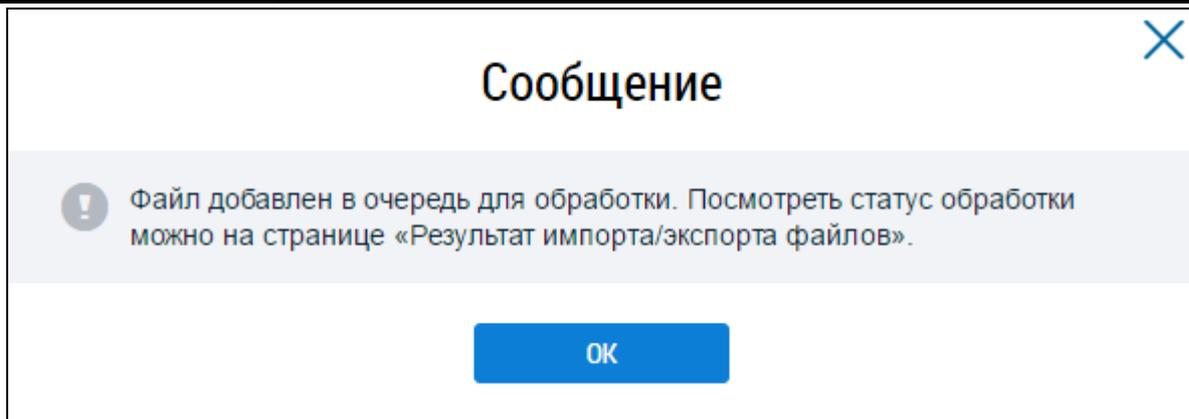 Сообщение
Файл добавлен в очередь для обработки. Посмотреть статус обработки
можно на странице «Результат импорта/экспорта файлов».
ОК